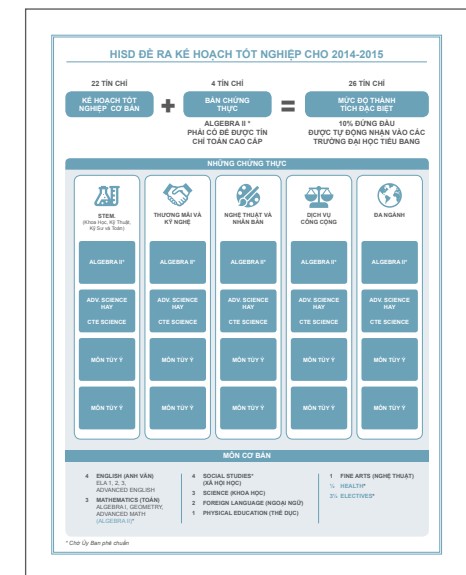 HISD ĐỀ RA KẾ HOẠCH TỐT NGHIỆP CHO 2014-2015
22 TÍN CHỈ
4 TÍN CHỈ
26 TÍN CHỈ
KẾ HOẠCH TỐT
NGHIỆP CƠ BẢN
+
BẢN CHỨNG
THỰC
=
MỨC ĐỘ THÀNH
TÍCH ĐẶC BIỆT
ALGEBRA II *
PHẢI CÓ ĐỂ ĐƯỢC TÍN
CHỈ TOÁN CAO CẤP
10% ĐỨNG ĐẦU
ĐƯỢC TỰ ĐỘNG NHẬN VÀO CÁC
TRƯỜNG ĐẠI HỌC TIỂU BANG
NHỮNG CHỨNG THỰC
STEM.
(Khoa Học, Kỹ Thuật,
Kỹ Sư và Toán)
THƯƠNG MÃI VÀ
KỸ NGHỆ
NGHỆ THUẬT VÀ
NHÂN BẢN
DỊCH VỤ
CÔNG CỘNG
ĐA NGÀNH
ALGEBRA II*
ALGEBRA II*
ALGEBRA II*
ALGEBRA II*
ALGEBRA II*
ADV. SCIENCE
HAY
CTE SCIENCE
ADV. SCIENCE
HAY
CTE SCIENCE
ADV. SCIENCE
HAY
CTE SCIENCE
ADV. SCIENCE
HAY
CTE SCIENCE
ADV. SCIENCE
HAY
CTE SCIENCE
MÔN TÙY Ý
MÔN TÙY Ý
MÔN TÙY Ý
MÔN TÙY Ý
MÔN TÙY Ý
MÔN TÙY Ý
MÔN TÙY Ý
MÔN TÙY Ý
MÔN TÙY Ý
MÔN TÙY Ý
MÔN CƠ BẢN
4 ENGLISH (ANH VĂN)
ELA 1, 2, 3,
ADVANCED ENGLISH
3 MATHEMATICS (TOÁN)
ALGEBRA I, GEOMETRY,
ADVANCED MATH
(ALGEBRA II)*
4 SOCIAL STUDIES*
(XÃ HỘI HỌC)
3 SCIENCE (KHOA HỌC)
2 FOREIGN LANGUAGE (NGOẠI NGỮ)
1 PHYSICAL EDUCATION (THỂ DỤC)
1 FINE ARTS (NGHỆ THUẬT)
½ HEALTH*
3½ ELECTIVES*
* Chờ Ủy Ban phê chuẩn